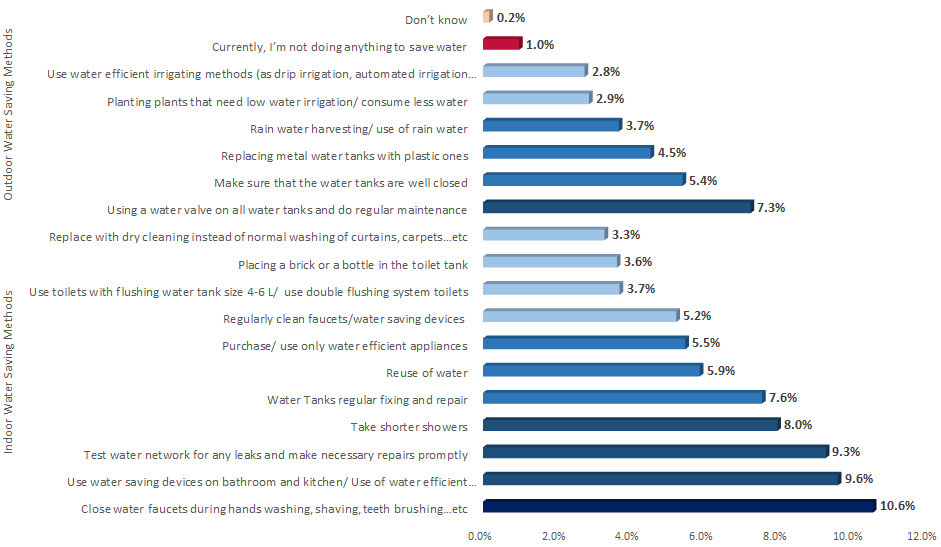 Outdoor Water Saving Methods
Don't know 0.2%
Currently, I'm not doing anything to save water 1.0%
Use water efficient irrigating methods (as drip irrigation, automated irrigation... 2.8%
Planting plants that need low water irrigation/ consume less water 2.9%
Rain water harvesting/ use of rain water 3.7%
Replacing metal water tanks with plastic ones 4.5%
Make sure that the water tanks are well closed 5.4%
Using a water valve on all water tanks and do regular maintenance 7.3%
Indoor Water Saving Methods
Replace with dry cleaning instead of normal washing of curtains, carpets...etc 3.3%
Placing a brick or a bottle in the toilet tank 3.6%
Use toilets with flushing water tank size 4-6 L/ use double flushing system toilets 3.7%
Regularly clean faucets/water saving devices 5.2%
Purchase/ use only water efficient appliances 5.5%
Reuse of water 5.9%
Water Tanks regular fixing and repair 7.6%
Take shorter showers 8.0%
Test water network for any leaks and make necessary repairs promptly 9.3%
Use water saving devices on bathroom and kitchen/ Use of water efficient... 9.6%
Close water faucets during hands washing, shaving, teeth brushing...etc 10.6%
0.0% 2.0% 4.0% 6.0% 8.0% 10.0% 12.0%